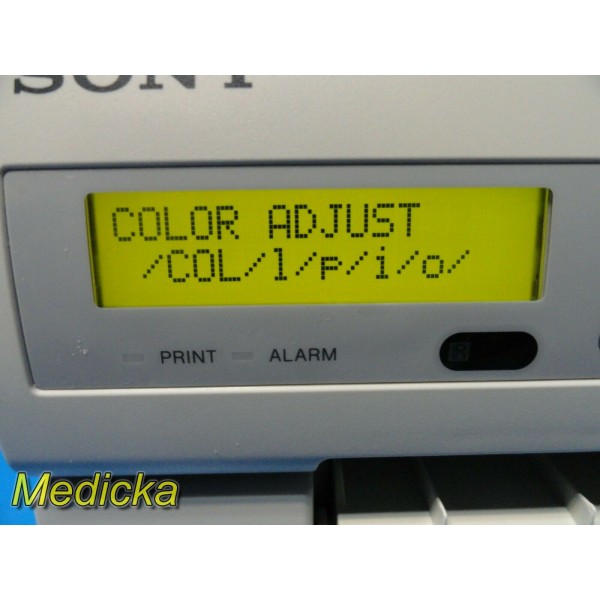 SONY
COLOR ADJUST
/COL/l/p/i/o/
PRINT ALARM
Medicka